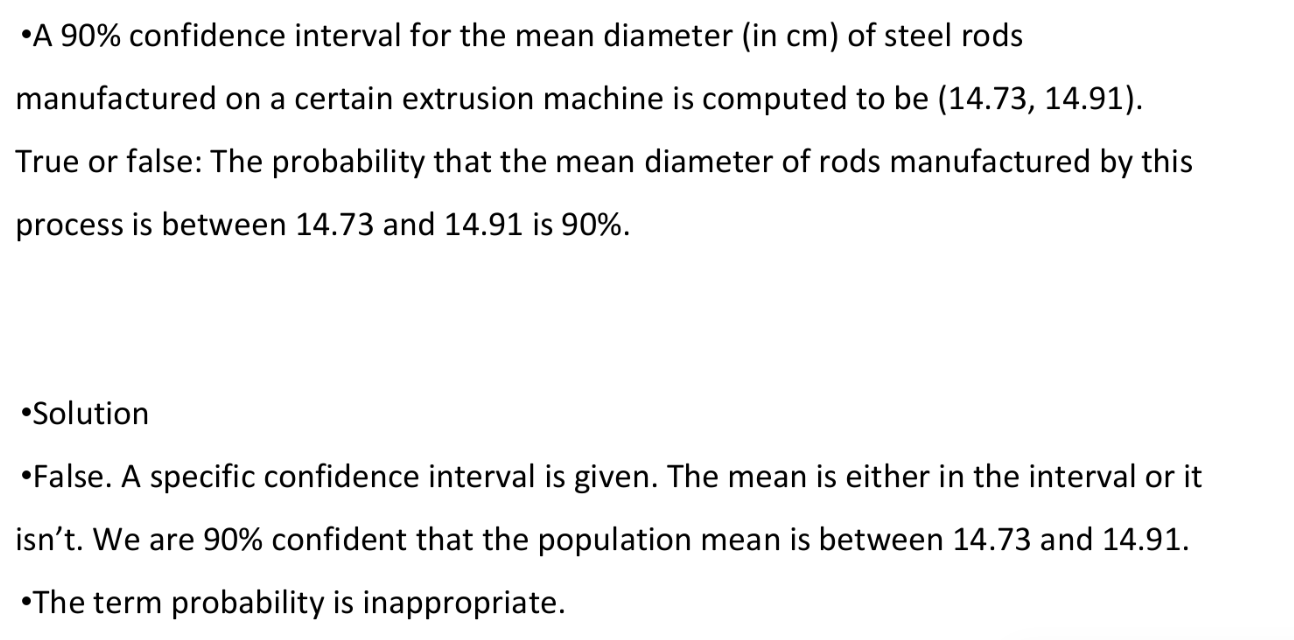 •A 90% confidence interval for the mean diameter (in cm) of steel rods
manufactured on a certain extrusion machine is computed to be (14.73, 14.91).
True or false: The probability that the mean diameter of rods manufactured by this
process is between 14.73 and 14.91 is 90%.
•Solution
•False. A specific confidence interval is given. The mean is either in the interval or it
isn’t. We are 90% confident that the population mean is between 14.73 and 14.91.
•The term probability is inappropriate.